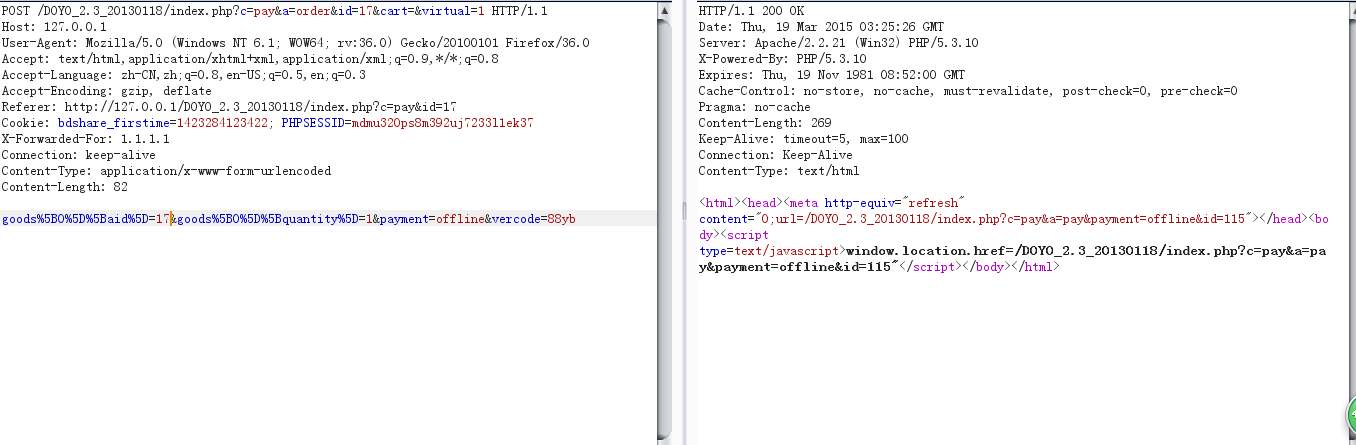 POST /DOYO_2.3_20130118/index.php?c=pay&a=order&id=17&cart=&virtual=1 HTTP/1.1
Host: 127.0.0.1
User-Agent: Mozilla/5.0 (Windows NT 6.1; WOW64; rv:36.0) Gecko/20100101 Firefox/36.0
Accept: text/html,application/xhtml+xml,application/xml;q=0.9,*/*;q=0.8
Accept-Language: zh-CN,zh;q=0.8,en-US;q=0.5,en;q=0.3
Accept-Encoding: gzip, deflate
Referer: http://127.0.0.1/DOYO_2.3_20130118/index.php?c=pay&id=17
Cookie: bdshare_firstime=1423284123422; PHPSESSID=mdmu320ps8m392uj7233l1ek37
X-Forwarded-For: 1.1.1.1
Connection: keep-alive
Content-Type: application/x-www-form-urlencoded
Content-Length: 82
goods%5B0%5D%5Baid%5D=17&goods%5B0%5D%5Bquantity%5D=1&payment=offline&vercode=88yb
HTTP/1.1 200 OK
Date: Thu, 19 Mar 2015 03:25:26 GMT
Server: Apache/2.2.21 (Win32) PHP/5.3.10
X-Powered-By: PHP/5.3.10
Expires: Thu, 19 Nov 1981 08:52:00 GMT
Cache-Control: no-store, no-cache, must-revalidate, post-check=0, pre-check=0
Pragma: no-cache
Content-Length: 269
Keep-Alive: timeout=5, max=100
Connection: Keep-Alive
Content-Type: text/html
<html><head><meta http-equiv="refresh"
content="0;url=/DOYO_2.3_20130118/index.php?c=pay&a=pay&payment=offline&id=115"></head><bo
dy><script
type=text/javascript>window.location.href=/DOYO_2.3_20130118/index.php?c=pay&a=pa
y&payment=offline&id=115"</script></body></html>